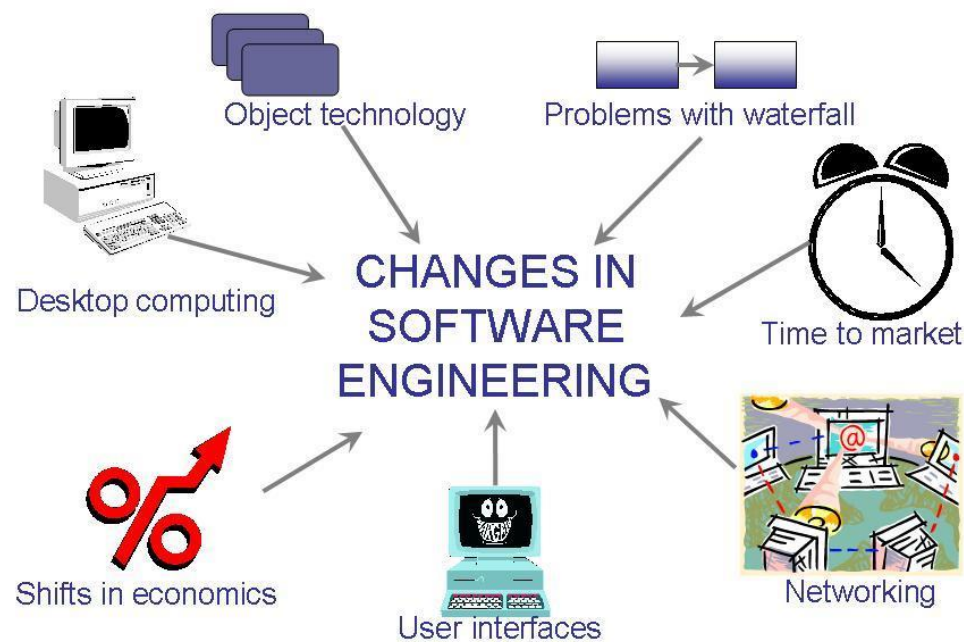 Object technology
Problems with waterfall
Desktop computing
CHANGES IN
SOFTWARE
ENGINEERING
Time to market
@
Shifts in economics
User interfaces
Networking